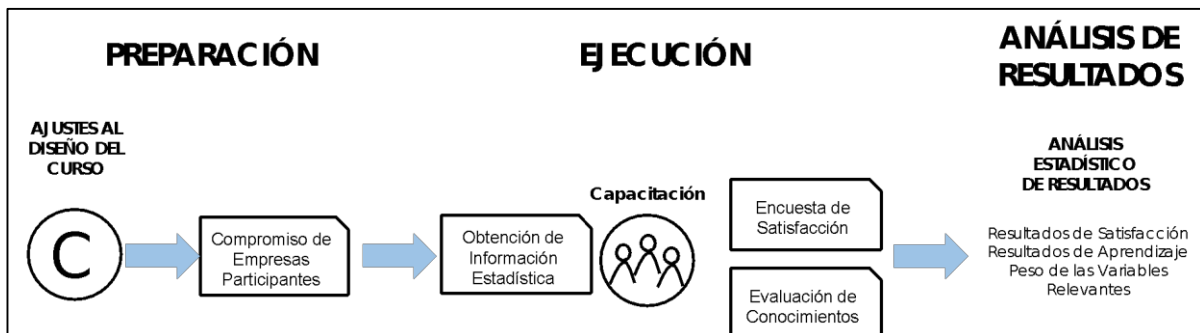 PREPARACIÓN
EJECUCIÓN
ANÁLISIS DE
RESULTADOS
AJUSTES AL
DISEÑO DEL
CURSO
C
Compromiso de
Empresas
Participantes
Obtención de
Información
Estadística
Capacitación
Encuesta de
Satisfacción
Evaluación de
Conocimientos
ANÁLISIS
ESTADÍSTICO
DE RESULTADOS
Resultados de Satisfacción
Resultados de Aprendizaje
Peso de las Variables
Relevantes